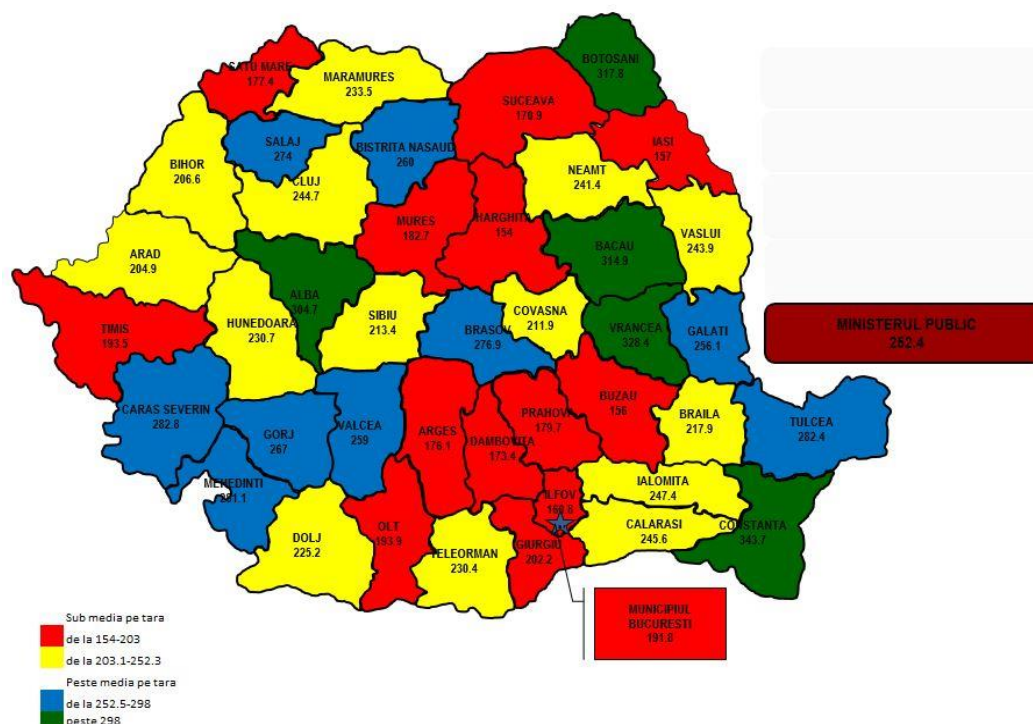 BOTOSANI
317.8
SATU MARE
177.4
MARAMURES
233.5
SUCEAVA
170.9
IASI
157
SALAJ
274
BISTRITA NASAUD
260
BIHOR
206.6
CLUJ
244.7
NEAMT
241.4
MURES
182.7
HARGHITA
154
BACAU
314.9
VASLUI
243.9
ARAD
204.9
ALBA
304.7
TIMIS
193.5
HUNEDOARA
230.7
SIBIU
213.4
BRASOV
276.9
COVASNA
211.9
VRANCEA
328.4
GALATI
256.1
MINISTERUL PUBLIC
252.4
CARAS SEVERIN
282.8
GORJ
267
VALCEA
259
ARGES
176.1
DAMBOVITA
173.4
PRAHOVA
179.7
BUZAU
156
BRAILA
217.9
TULCEA
282.4
MEHEDINTI
DOLJ
225.2
OLT
193.9
TELEORMAN
230.4
GIURGIU
202.2
ILFOV
IALOMITA
247.4
CALARASI
245.6
CONSTANTA
343.7
MUNICIPIUL
BUCURESTI
191.8
Sub media pe tara
de la 154-203
de la 203.1-252.3
Peste media pe tara
de la 252.5-298
peste 298